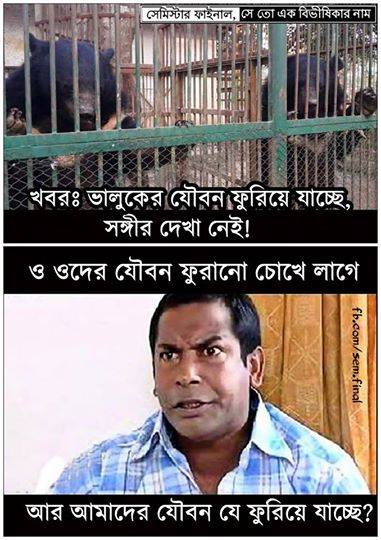 সেমিস্টার ফাইনাল, সে তো এক বিভীষিকার নাম
খবরঃ ভালুকের যৌবন ফুরিয়ে যাচ্ছে,
সঙ্গীর দেখা নেই!
ও ওদের যৌবন ফুরানো চোখে লাগে
fb.com/sem.final
আর আমাদের যৌবন যে ফুরিয়ে যাচ্ছে?